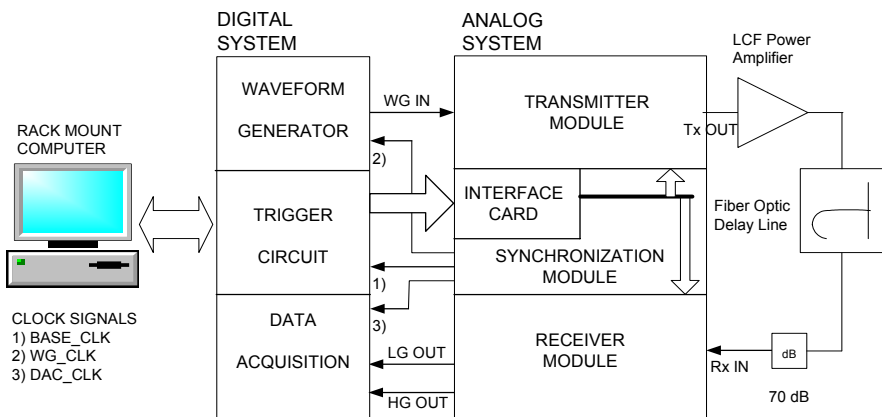 DIGITAL
SYSTEM
ANALOG
SYSTEM
LCF Power
Amplifier
WAVEFORM
GENERATOR
WG IN
TRANSMITTER
MODULE
Tx OUT
RACK MOUNT
COMPUTER
2)
TRIGGER
CIRCUIT
INTERFACE
CARD
Fiber Optic
Delay Line
SYNCHRONIZATION
MODULE
1)
CLOCK SIGNALS
1) BASE_CLK
2) WG_CLK
3) DAC_CLK
DATA
ACQUISITION
3)
LG OUT
HG OUT
RECEIVER
MODULE
Rx IN
dB
70 dB